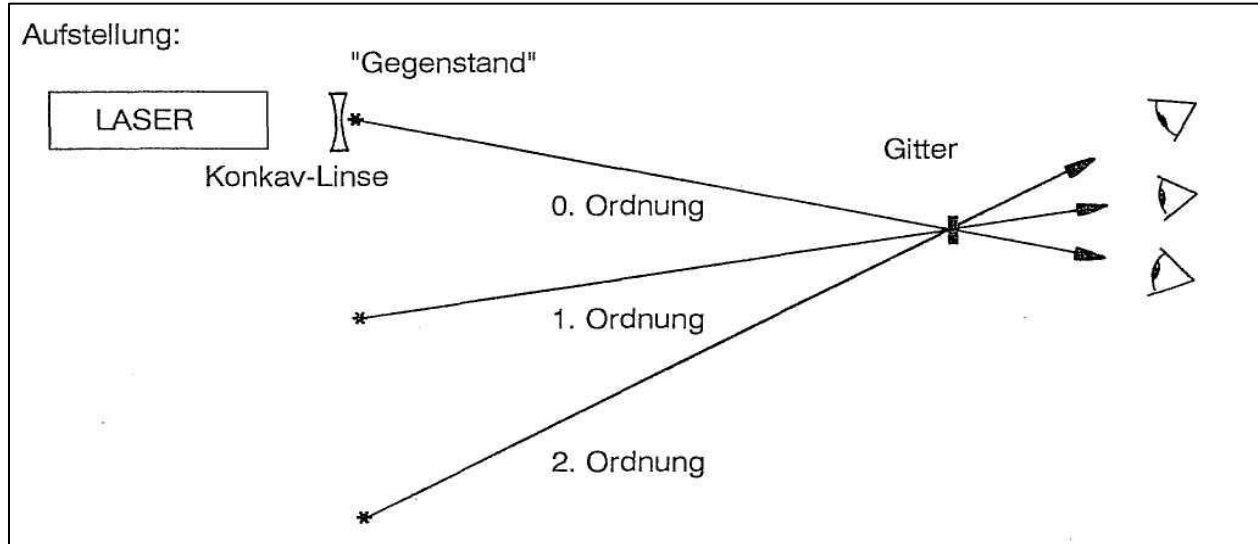 Aufstellung:
"Gegenstand"
LASER
Konkav-Linse
Gitter
0. Ordnung
1. Ordnung
2. Ordnung